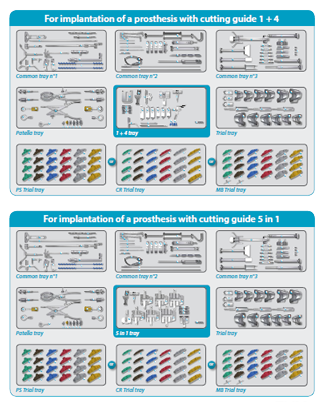 For implantation of a prosthesis with cutting guide 1 + 4
Common tray n°1
Common tray n°2
Common tray n°3
Patella tray
1 + 4 tray
Trial tray
PS Trial tray
CR Trial tray
MB Trial tray
For implantation of a prosthesis with cutting guide 5 in 1
Common tray n°1
Common tray n°2
Common tray n°3
Patella tray
5 in 1 tray
Trial tray
PS Trial tray
CR Trial tray
MB Trial tray